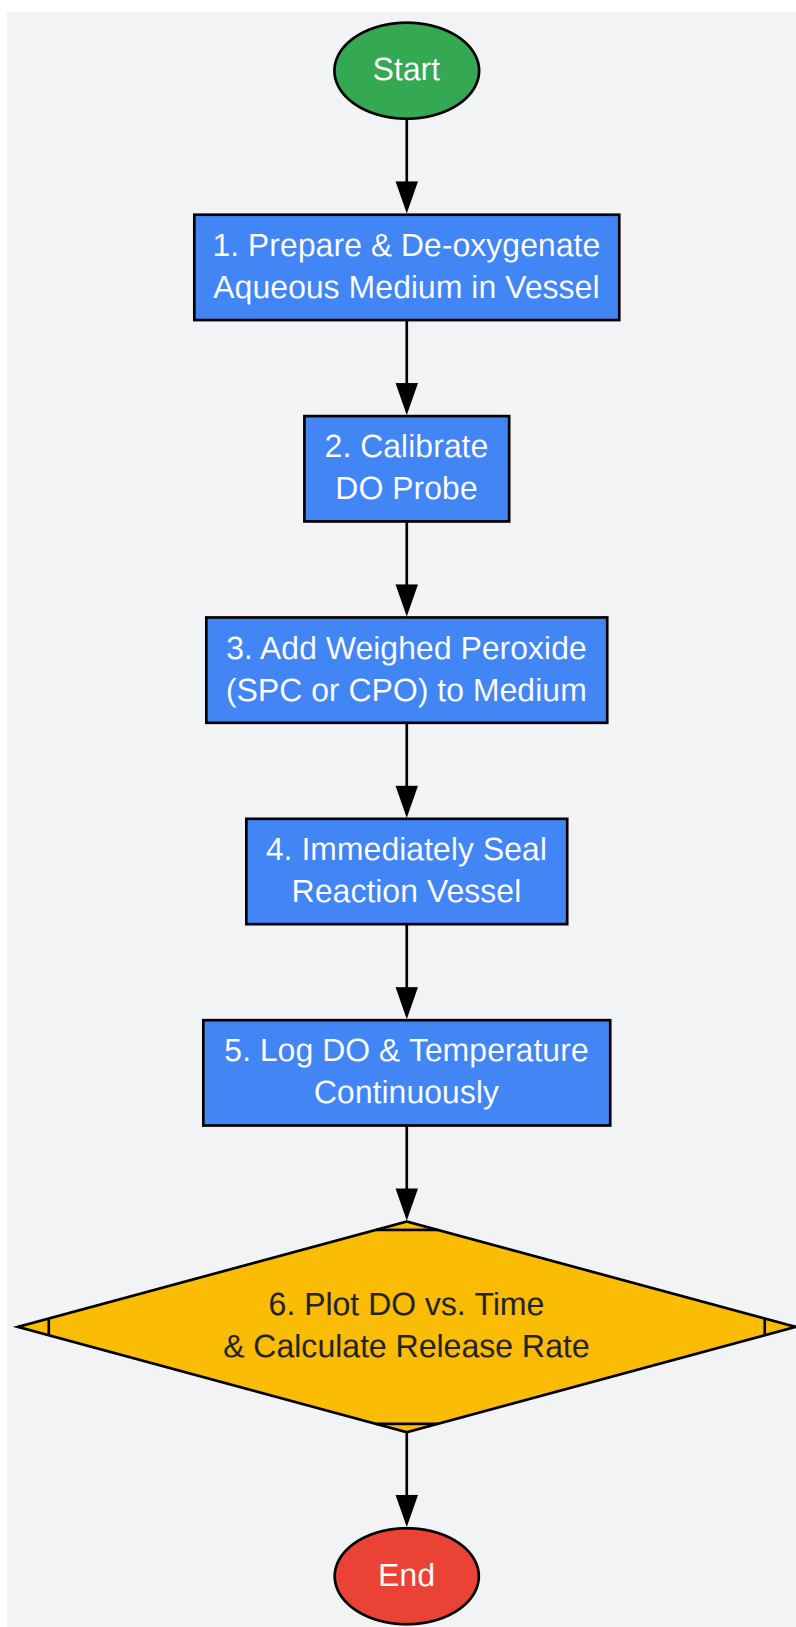 Start
1. Prepare & De-oxygenate
Aqueous Medium in Vessel
2. Calibrate
DO Probe
3. Add Weighed Peroxide
(SPC or CPO) to Medium
4. Immediately Seal
Reaction Vessel
5. Log DO & Temperature
Continuously
6. Plot DO vs. Time
& Calculate Release Rate
End